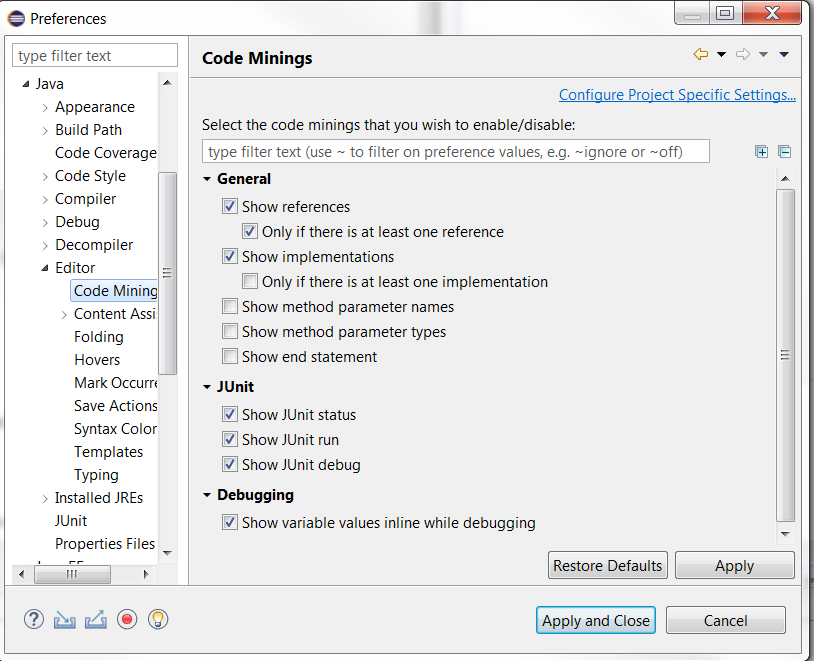 Preferences
type filter text
Java
Appearance
Build Path
Code Coverage
Code Style
Compiler
Debug
Decompiler
Editor
Code Mining
Content Assi
Folding
Hovers
Mark Occurre
Save Actions
Syntax Color
Templates
Typing
Installed JREs
JUnit
Properties Files
Code Minings
Configure Project Specific Settings...
Select the code minings that you wish to enable/disable:
type filter text (use ~ to filter on preference values, e.g. ~ignore or ~off)
General
Show references
Only if there is at least one reference
Show implementations
Only if there is at least one implementation
Show method parameter names
Show method parameter types
Show end statement
JUnit
Show JUnit status
Show JUnit run
Show JUnit debug
Debugging
Show variable values inline while debugging
Restore Defaults
Apply
Apply and Close
Cancel